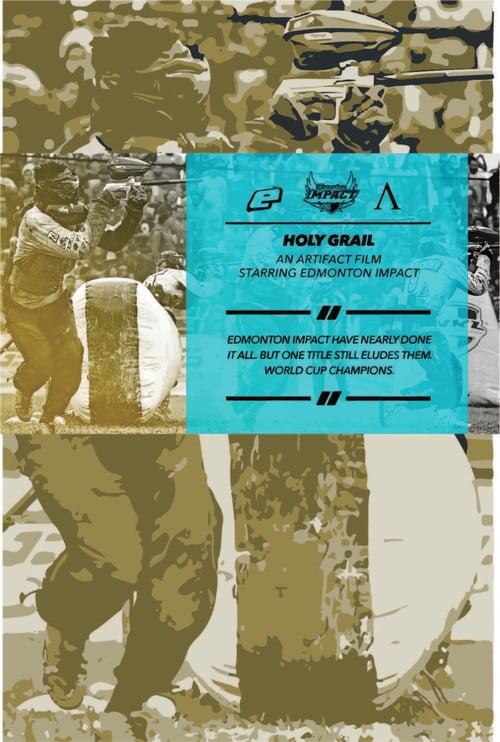 e
Edmonton
IMPACT
HOLY GRAIL
AN ARTIFACT FILM
STARRING EDMONTON IMPACT
EDMONTON IMPACT HAVE NEARLY DONE
IT ALL. BUT ONE TITLE STILL ELUDES THEM.
WORLD CUP CHAMPIONS.